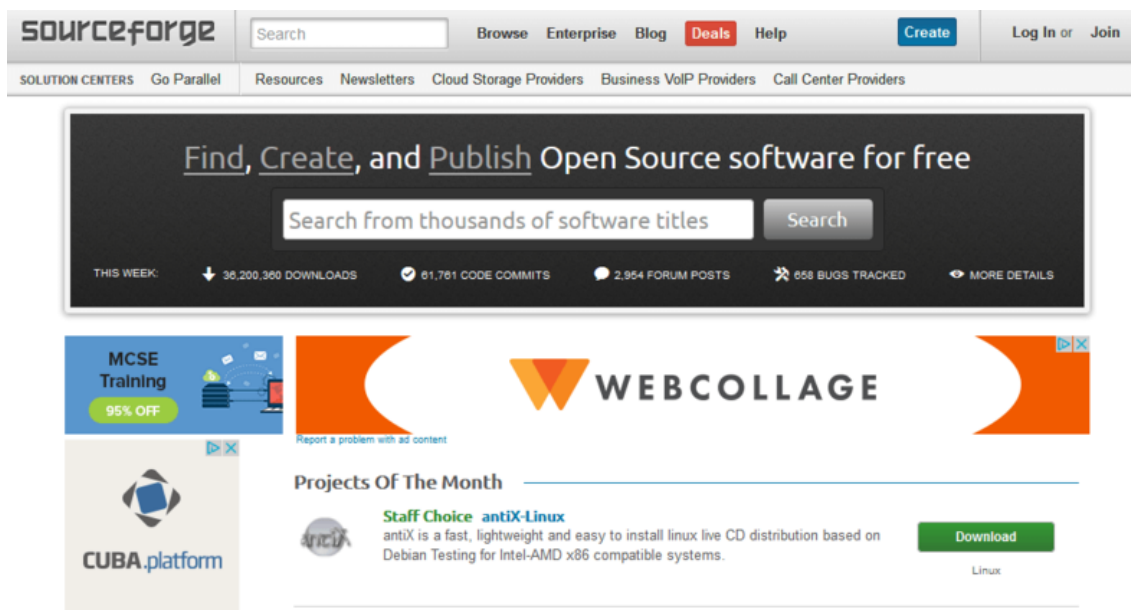 sourceforge Search Browse Enterprise Blog Deals Help Create Log In or Join
SOLUTION CENTERS Go Parallel Resources Newsletters Cloud Storage Providers Business VoIP Providers Call Center Providers
Find, Create, and Publish Open Source software for free
Search from thousands of software titles Search
THIS WEEK: 36,200,360 DOWNLOADS 61,761 CODE COMMITS 2,954 FORUM POSTS 658 BUGS TRACKED MORE DETAILS
MCSE
Training
95% OFF
WEBCOLLAGE
Report a problem with ad content
CUBA.platform
Projects Of The Month
antiX
Staff Choice antiX-Linux
antiX is a fast, lightweight and easy to install linux live CD distribution based on
Debian Testing for Intel-AMD x86 compatible systems.
Download
Linux